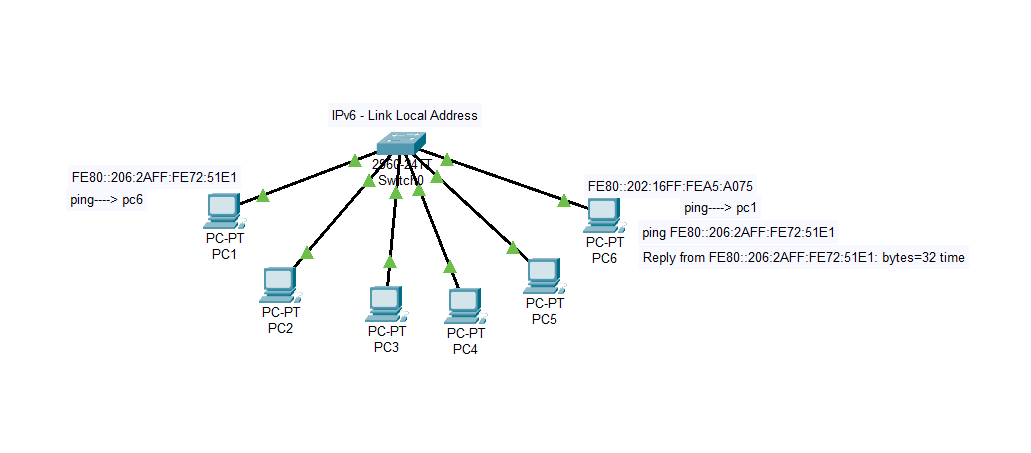 IPv6 - Link Local Address
2960-24TT
Switch0
FE80::206:2AFF:FE72:51E1
ping----> pc6
PC-PT
PC1
PC-PT
PC2
PC-PT
PC3
PC-PT
PC4
PC-PT
PC5
FE80::202:16FF:FEA5:A075
ping----> pc1
PC-PT
PC6
ping FE80::206:2AFF:FE72:51E1
Reply from FE80::206:2AFF:FE72:51E1: bytes=32 time